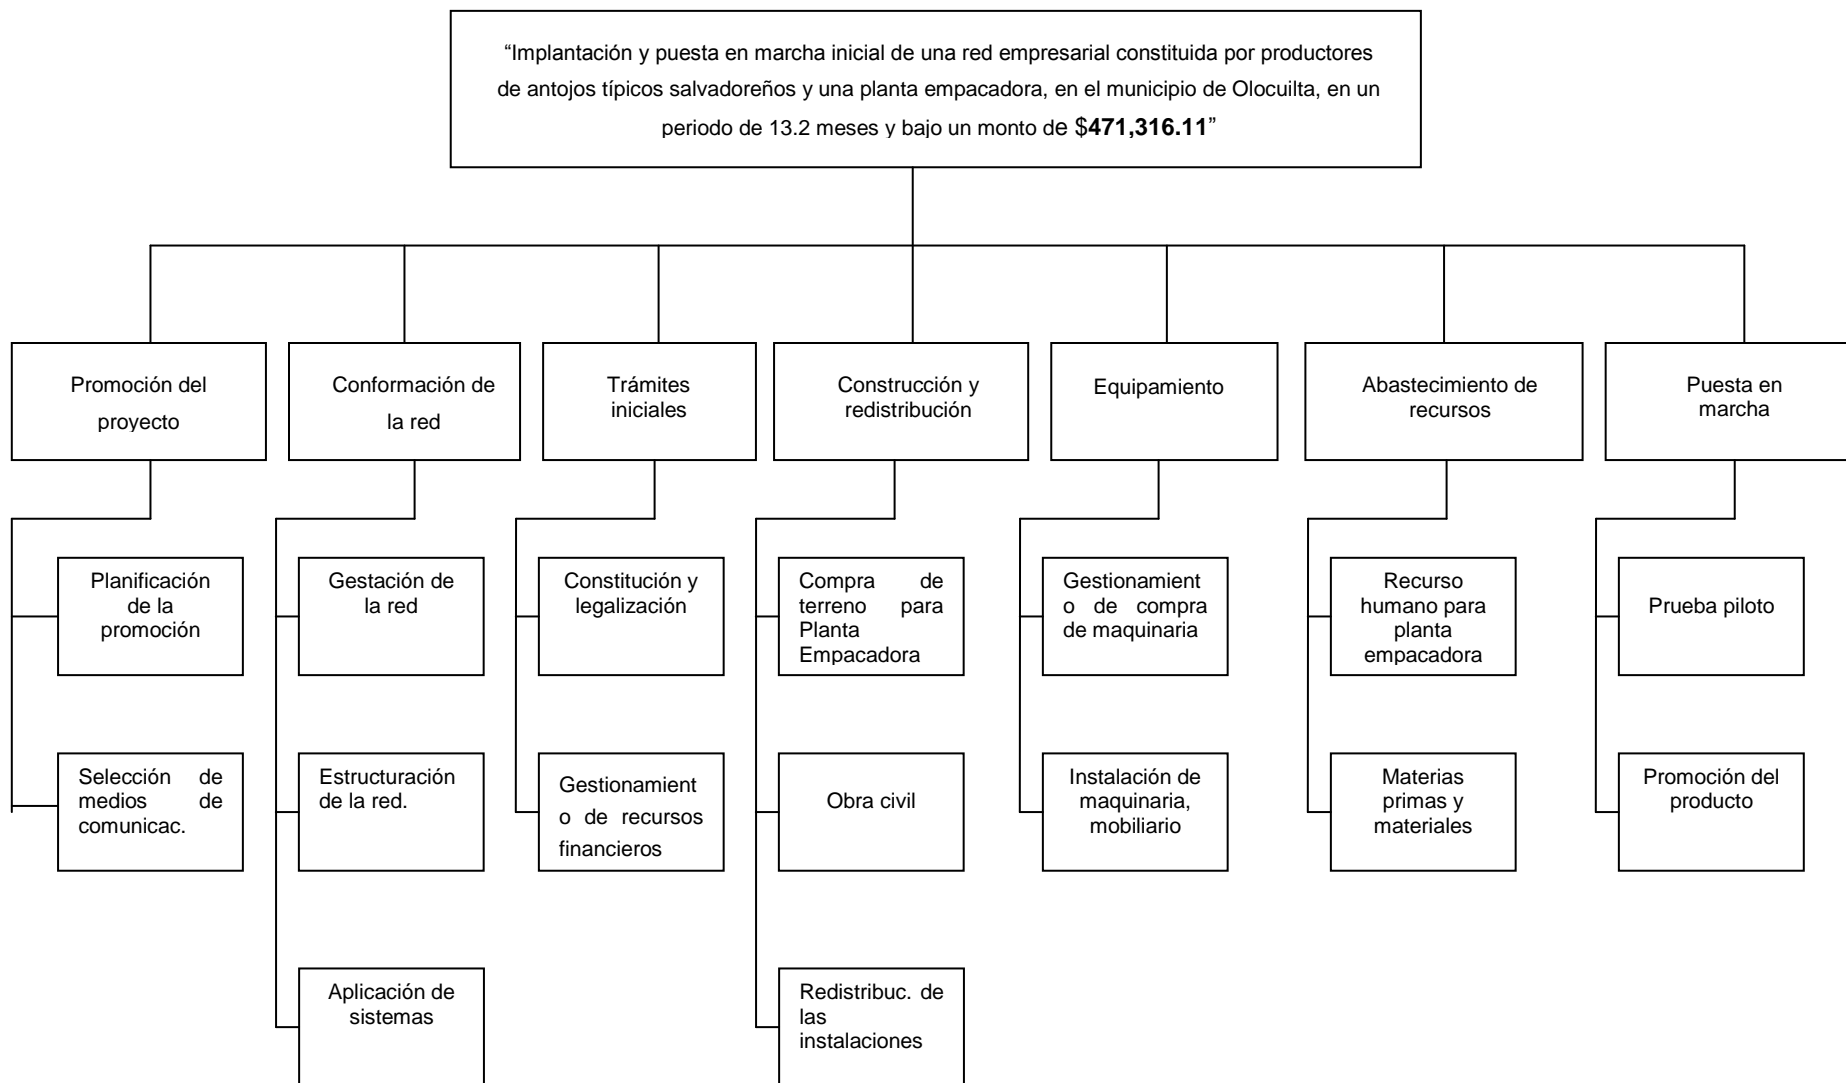 “Implantación y puesta en marcha inicial de una red empresarial constituida por productores
de antojos típicos salvadoreños y una planta empacadora, en el municipio de Olocuilta, en un
periodo de 13.2 meses y bajo un monto de $471,316.11”
Promoción del
proyecto
Conformación de
la red
Trámites
iniciales
Construcción y
redistribución
Equipamiento
Abastecimiento de
recursos
Puesta en
marcha
Planificación
de la
promoción
Gestación de
la red
Constitución y
legalización
Compra de
terreno para
Planta
Empacadora
Gestionamient
o de compra
de maquinaria
Recurso
humano para
planta
empacadora
Prueba piloto
Selección de
medios de
comunicac.
Estructuración
de la red.
Gestionamient
o de recursos
financieros
Obra civil
Instalación de
maquinaria,
mobiliario
Materias
primas y
materiales
Promoción del
producto
Aplicación de
sistemas
Redistribuc. de
las
instalaciones